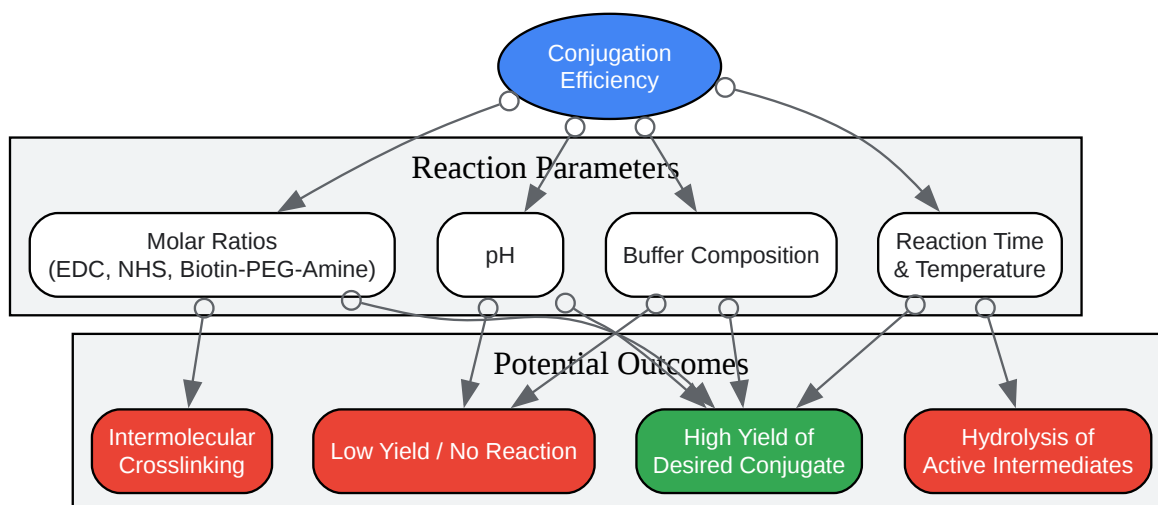 Conjugation
Efficiency
Reaction Parameters
Molar Ratios
(EDC, NHS, Biotin-PEG-Amine)
pH
Buffer Composition
Reaction Time
& Temperature
Potential Outcomes
Intermolecular
Crosslinking
Low Yield / No Reaction
High Yield of
Desired Conjugate
Hydrolysis of
Active Intermediates